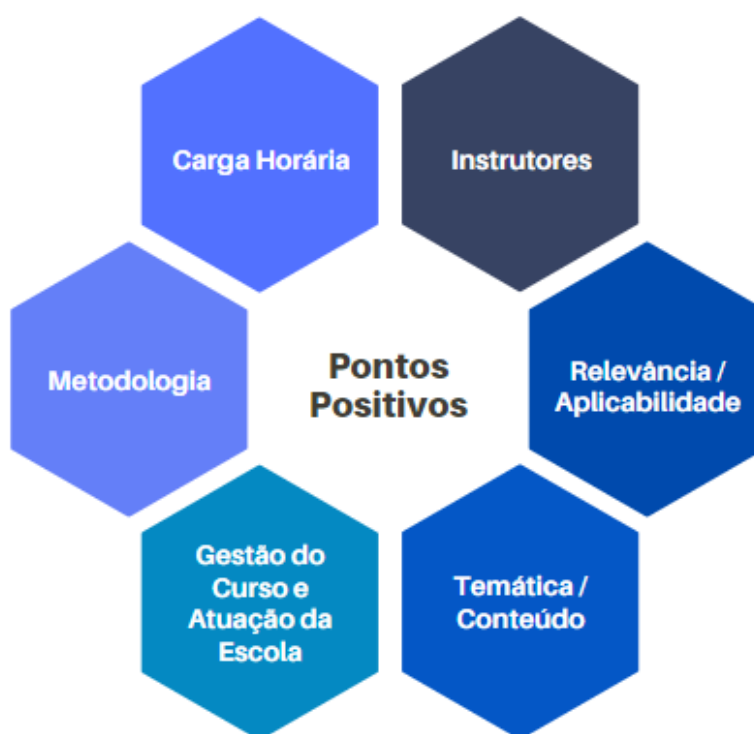 Carga Horária
Instrutores
Metodologia
Pontos
Positivos
Relevância /
Aplicabilidade
Gestão do
Curso e
Atuação da
Escola
Temática /
Conteúdo